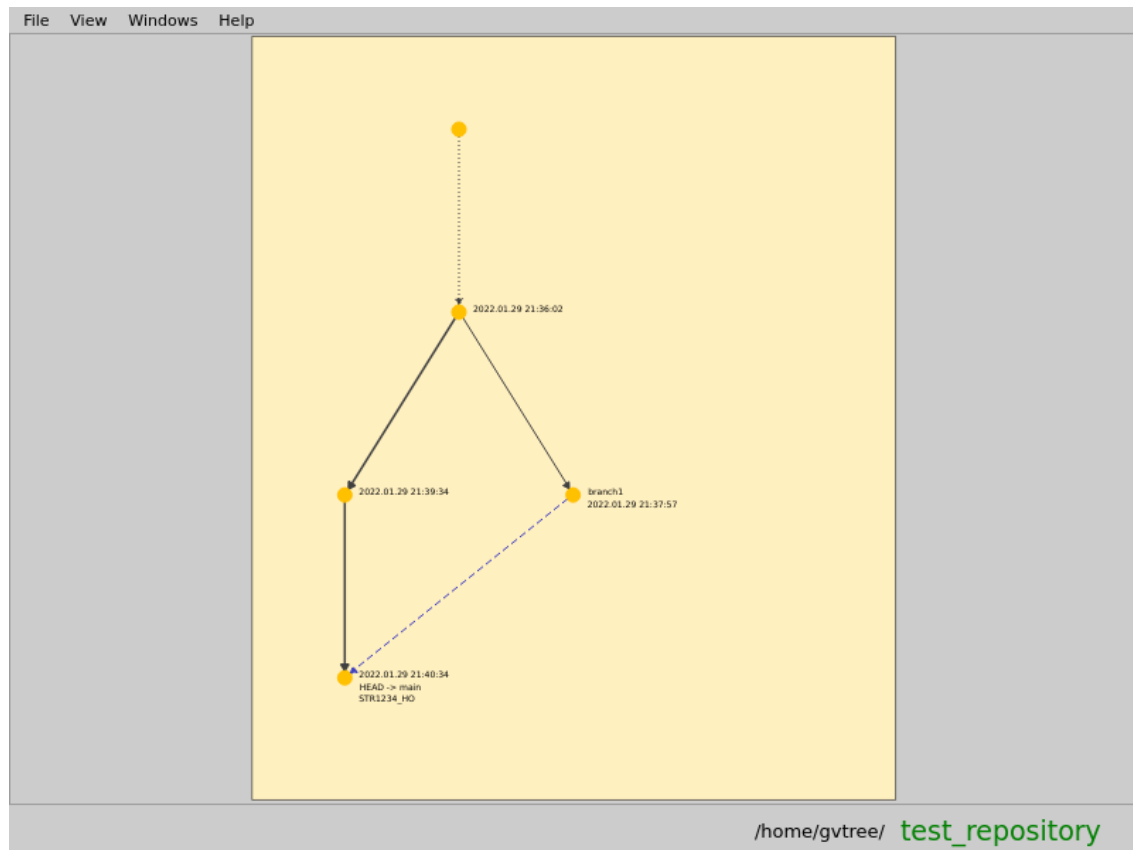 File View Windows Help
2022.01.29 21:36:02
2022.01.29 21:39:34
branch1
2022.01.29 21:37:57
2022.01.29 21:40:34
HEAD -> main
STR1234_HO
/home/gvtree/ test_repository